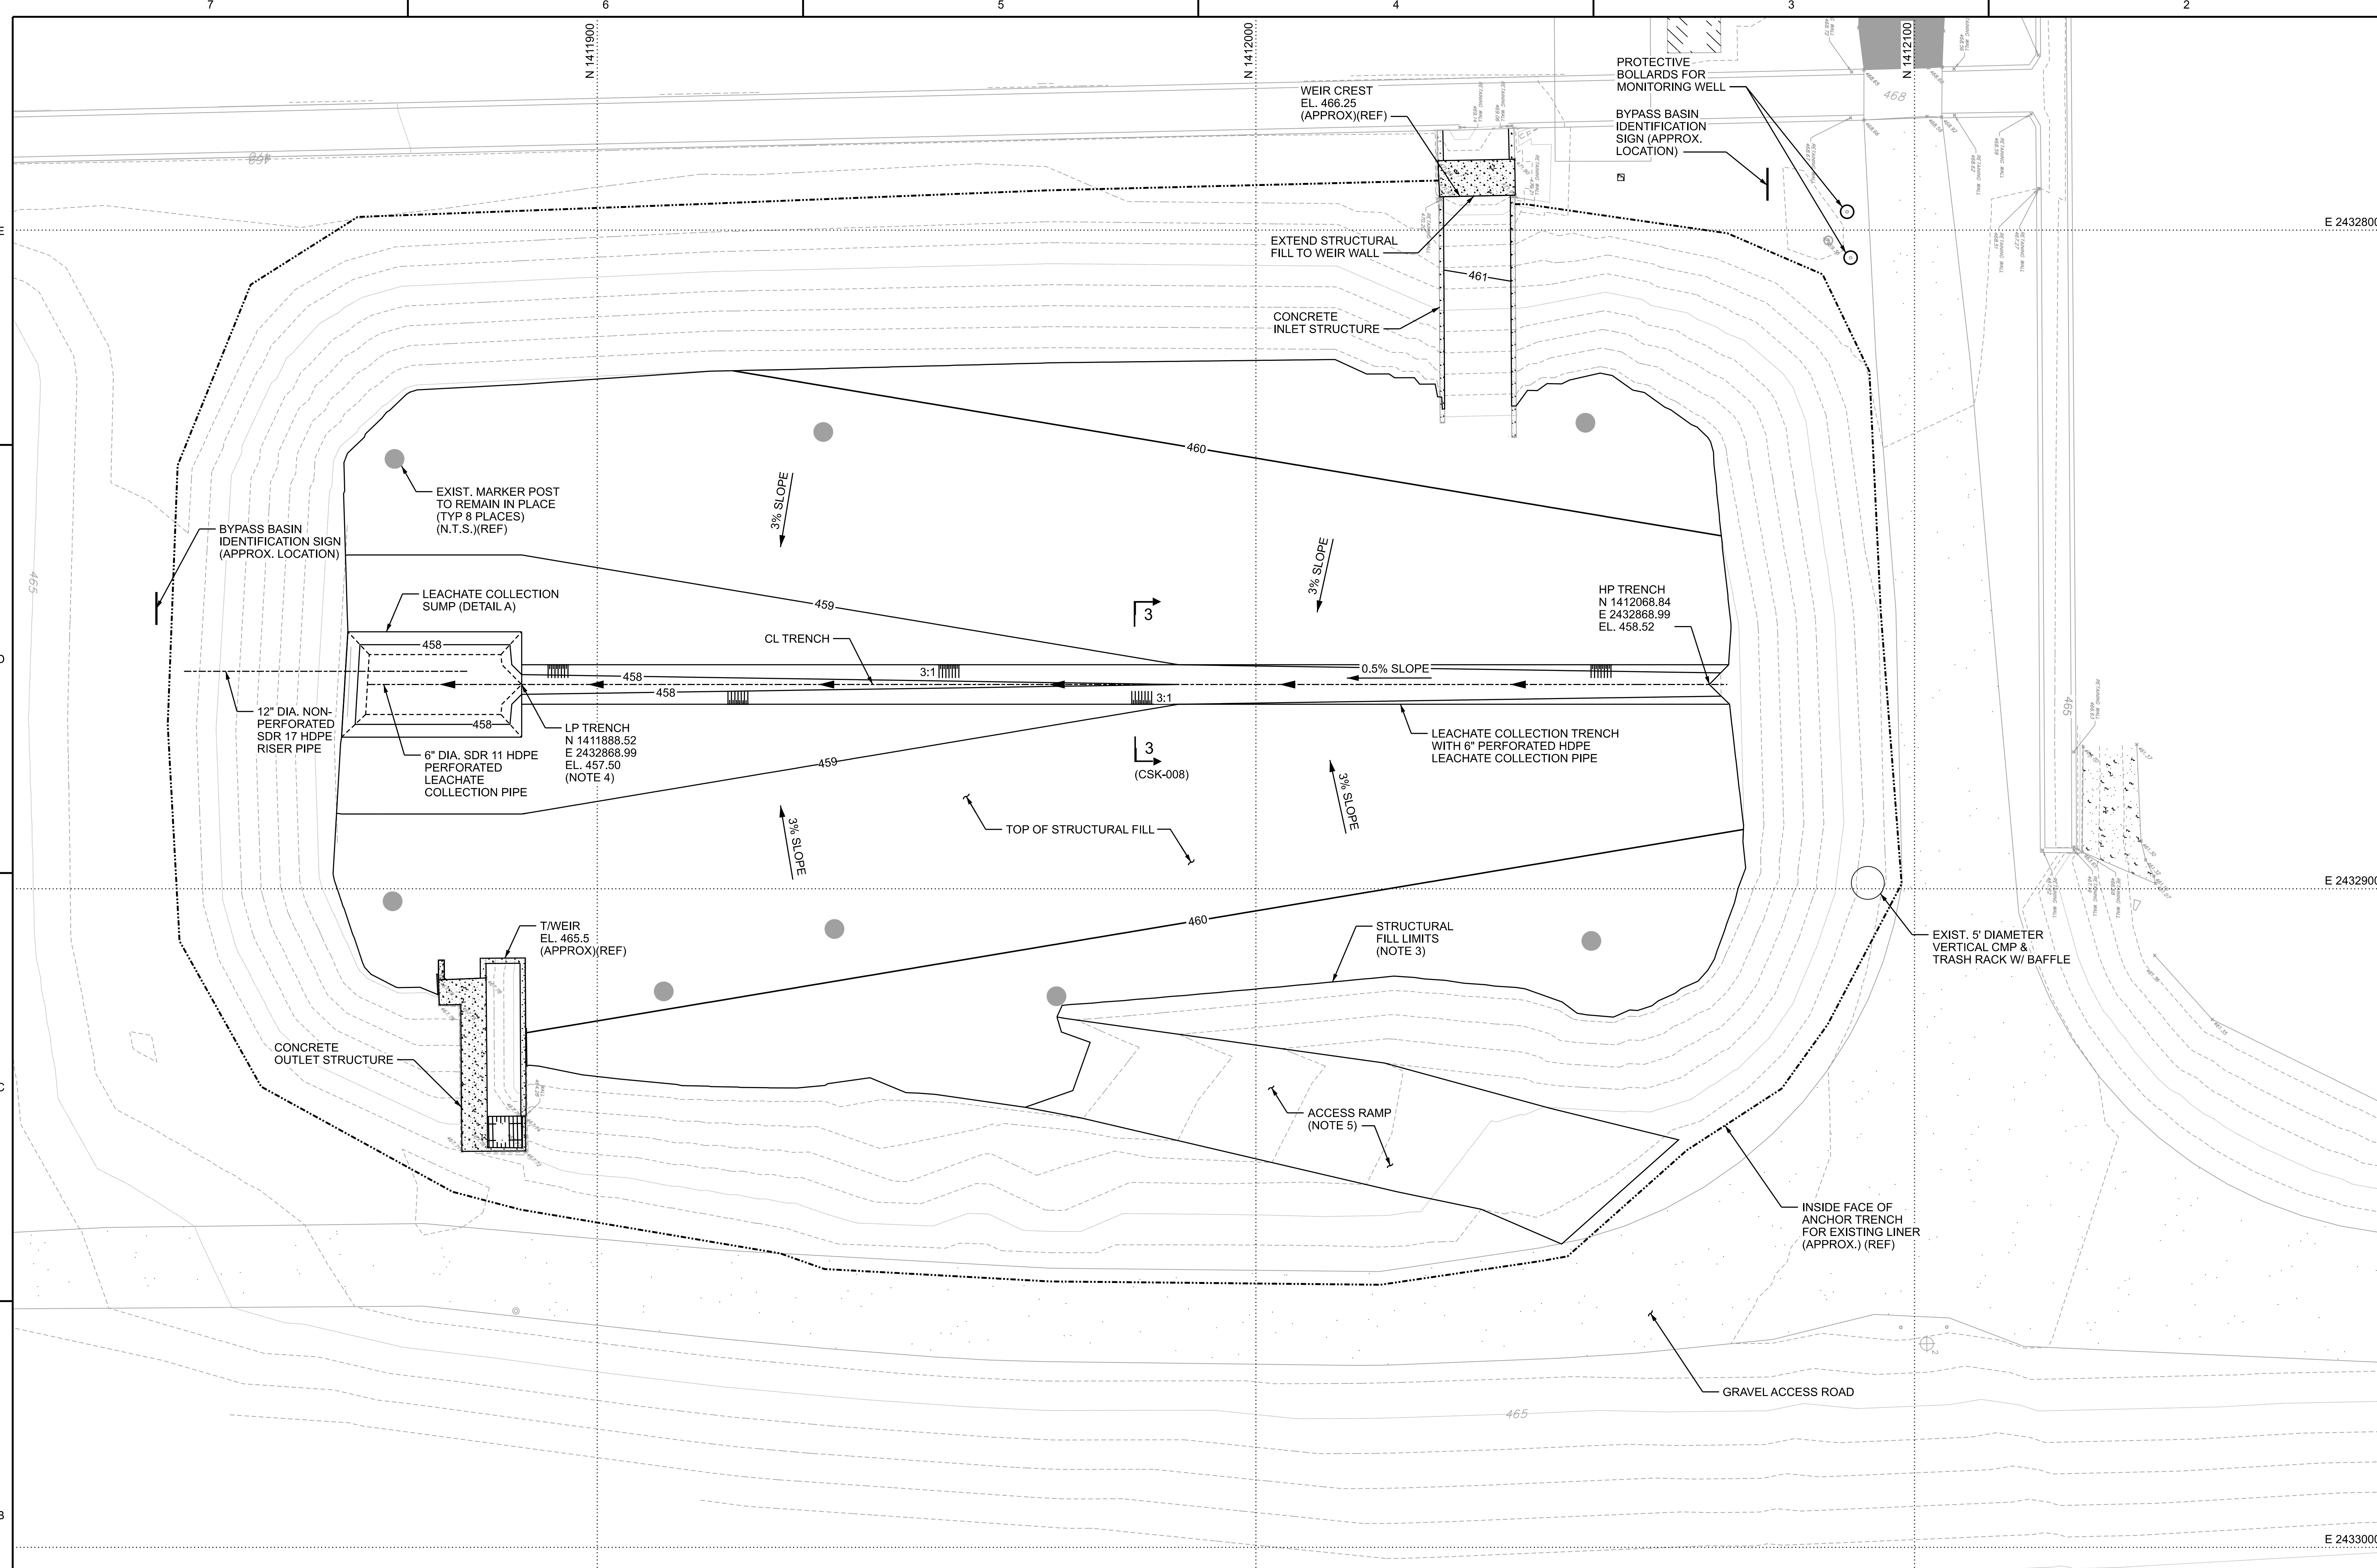 7
6
5
4
3
2
N 1411900
N 1412000
N 1412100
WEIR CREST
EL. 466.25
(APPROX)(REF)
PROTECTIVE
BOLLARDS FOR
MONITORING WELL
BYPASS BASIN
IDENTIFICATION
SIGN (APPROX.
LOCATION)
468
E 2432800
E
EXTEND STRUCTURAL
FILL TO WEIR WALL
461
CONCRETE
INLET STRUCTURE
460
EXIST. MARKER POST
TO REMAIN IN PLACE
(TYP 8 PLACES)
(N.T.S.)(REF)
3% SLOPE
3% SLOPE
BYPASS BASIN
IDENTIFICATION SIGN
(APPROX. LOCATION)
465
LEACHATE COLLECTION
SUMP (DETAIL A)
459
3
HP TRENCH
N 1412068.84
E 2432868.99
EL. 458.52
CL TRENCH
D
458
3:1
0.5% SLOPE
458
458
3:1
458
12" DIA. NON-
PERFORATED
SDR 17 HDPE
RISER PIPE
6" DIA. SDR 11 HDPE
PERFORATED
LEACHATE
COLLECTION PIPE
LP TRENCH
N 1411888.52
E 2432868.99
EL. 457.50
(NOTE 4)
459
3
(CSK-008)
LEACHATE COLLECTION TRENCH
WITH 6" PERFORATED HDPE
LEACHATE COLLECTION PIPE
465
RETAINING WALL
3% SLOPE
3% SLOPE
TOP OF STRUCTURAL FILL
E 2432900
T/WEIR
EL. 465.5
(APPROX)(REF)
460
STRUCTURAL
FILL LIMITS
(NOTE 3)
EXIST. 5' DIAMETER
VERTICAL CMP &
TRASH RACK W/ BAFFLE
CONCRETE
OUTLET STRUCTURE
C
ACCESS RAMP
(NOTE 5)
INSIDE FACE OF
ANCHOR TRENCH
FOR EXISTING LINER
(APPROX.) (REF)
2
GRAVEL ACCESS ROAD
465
B
E 2433000